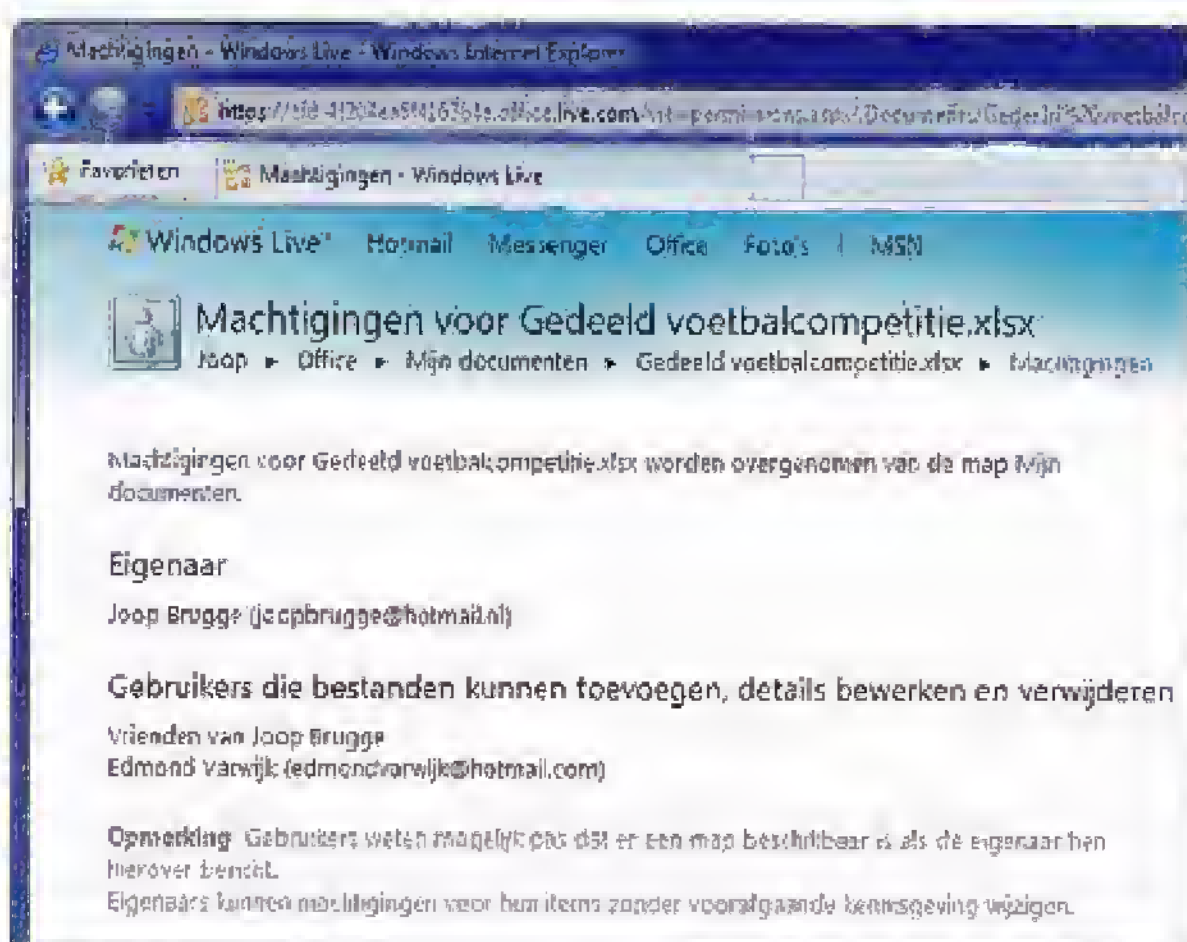 Machtigingen - Windows Live - Windows Internet Explorer
office.live.com
Favorieten Machtigingen - Windows Live
Windows Live Hotmail Messenger Office Foto's | MSN
Machtigingen voor Gedeeld voetbalcompetitie.xlsx
Joop ► Office ► Mijn documenten ► Gedeeld voetbalcompetitie.xlsx ► Machtigingen
Machtigingen voor Gedeeld voetbalcompetitie.xlsx worden overgenomen van de map Mijn
documenten.
Eigenaar
Joop Brugge (joopbrugge@hotmail.nl)
Gebruikers die bestanden kunnen toevoegen, details bewerken en verwijderen
Vrienden van Joop Brugge
Edmond Varwijk (edmondvarwijk@hotmail.com)
Opmerking Gebruikers weten mogelijk pas dat er een map beschikbaar is als de eigenaar hen
hierover bericht.
Eigenaars kunnen machtigingen voor hun items zonder voorafgaande kennisgeving wijzigen.